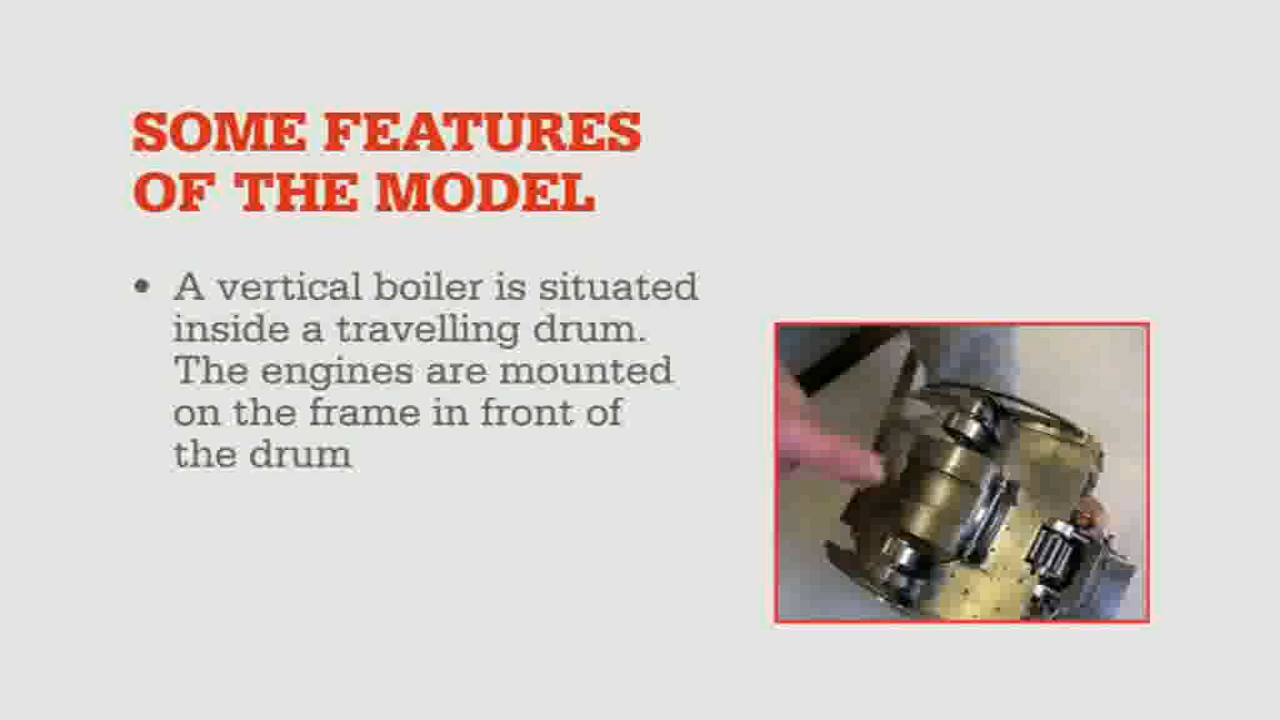 SOME FEATURES
OF THE MODEL
• A vertical boiler is situated
inside a travelling drum.
The engines are mounted
on the frame in front of
the drum